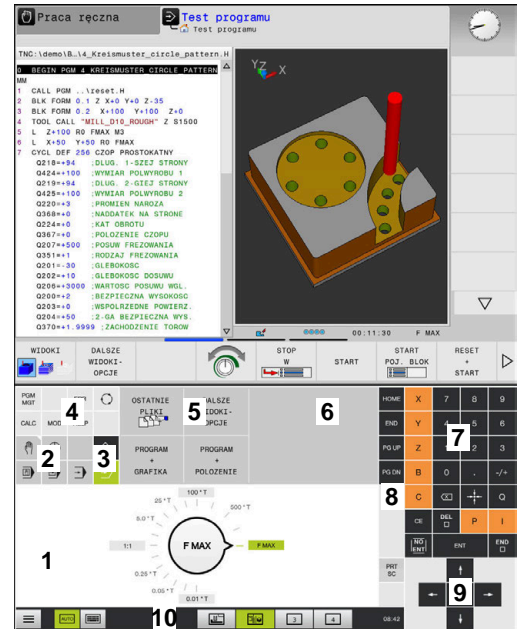 Praca ręczna
Test programu
Test programu
TNC:\demo\B…\4_Kreismuster_circle_pattern.H
0 BEGIN PGM 4_KREISMUSTER_CIRCLE_PATTERN
MM
1 CALL PGM ..\reset.H
2 BLK FORM 0.1 Z X+0 Y+0 Z-35
3 BLK FORM 0.2 X+100 Y+100 Z+0
4 TOOL CALL "MILL_D10_ROUGH" Z S1500
5 L Z+100 R0 FMAX M3
6 L X+50 Y+50 R0 FMAX
7 CYCL DEF 256 CZOP PROSTOKATNY
Q218=+94 ;DLUG. 1-SZEJ STRONY
Q424=+100 ;WYMIAR POLWYROBU 1
Q219=+94 ;DLUG. 2-GIEJ STRONY
Q425=+100 ;WYMIAR POLWYROBU 2
Q220=+3 ;PROMIEN NAROZA
Q368=+0 ;NADDATEK NA STRONE
Q224=+0 ;KAT OBROTU
Q367=+0 ;POLOZENIE CZOPU
Q207=+500 ;POSUW FREZOWANIA
Q351=+1 ;RODZAJ FREZOWANIA
Q201=-30 ;GLEBOKOSC
Q202=+10 ;GLEBOKOSC DOSUWU
Q206=+3000 ;WARTOSC POSUWU WGL.
Q200=+2 ;BEZPIECZNA WYSOKOSC
Q203=+0 ;WSPOLRZEDNE POWIERZ.
Q204=+50 ;2-GA BEZPIECZNA WYS.
Q370=+1.9999 ;ZACHODZENIE TOROW
Y Z X
00:11:30 F MAX
WIDOKI
DALSZE
WIDOKI-
OPCJE
STOP
W
START
START
POJ. BLOK
RESET
+
START
PGM
MGT
CALC
MOD
4
2
3
OSTATNIE
PLIKI
DALSZE
WIDOKI-
OPCJE
5
6
PROGRAM
+
GRAFIKA
PROGRAM
+
POLOZENIE
HOME X 7 8 9
END Y 5 6
7
PG UP Z 2 3
PG DN B 0 . -/+
8
C Q
CE DEL P I
NO
ENT
ENT
END
PRT
SC
9
1
100°T
25°T
500°T
5.0°T
1:1
F MAX
F MAX
0.25°T
0.05°T
0.01°T
AUTO
10
3
4
08:42